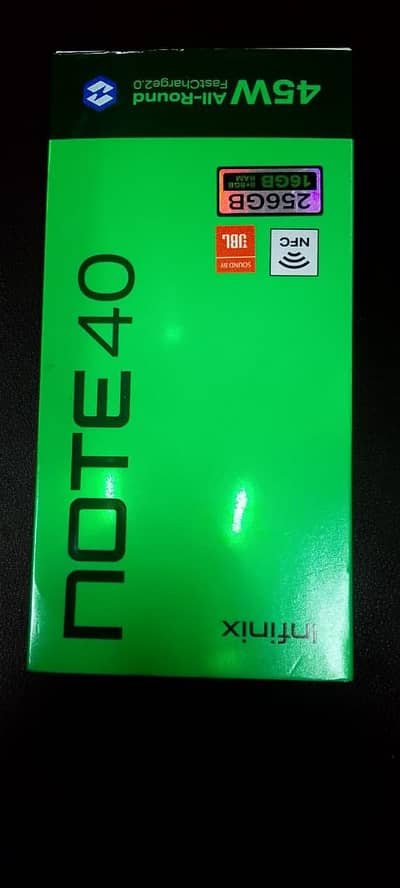 45W All-Round
FastCharge2.0
256GB
16GB 8+8GB
RAM
SOUND BY
JBL
NFC
NOTE 40
Infinix